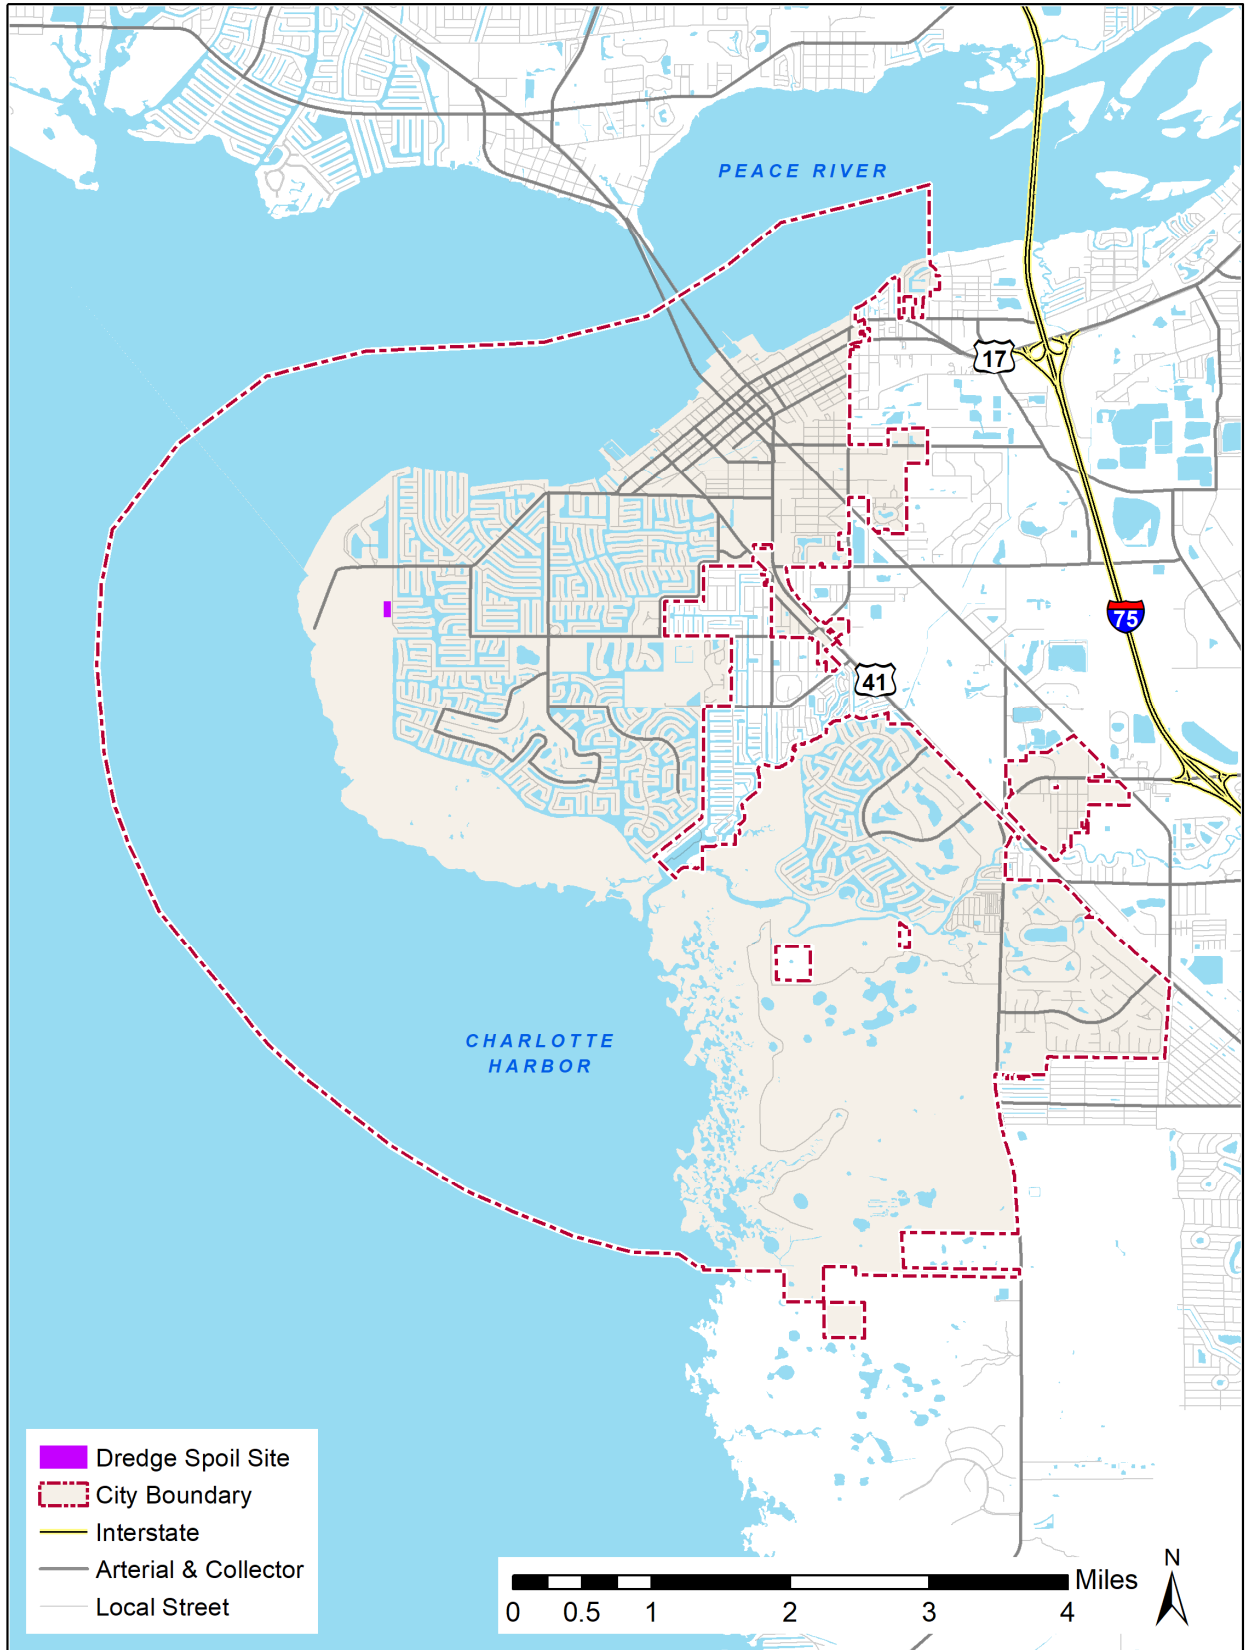 PEACE RIVER
17
75
41
CHARLOTTE
HARBOR
Dredge Spoil Site
City Boundary
Interstate
Arterial & Collector
Local Street
N
Miles
0 0.5 1 2 3 4